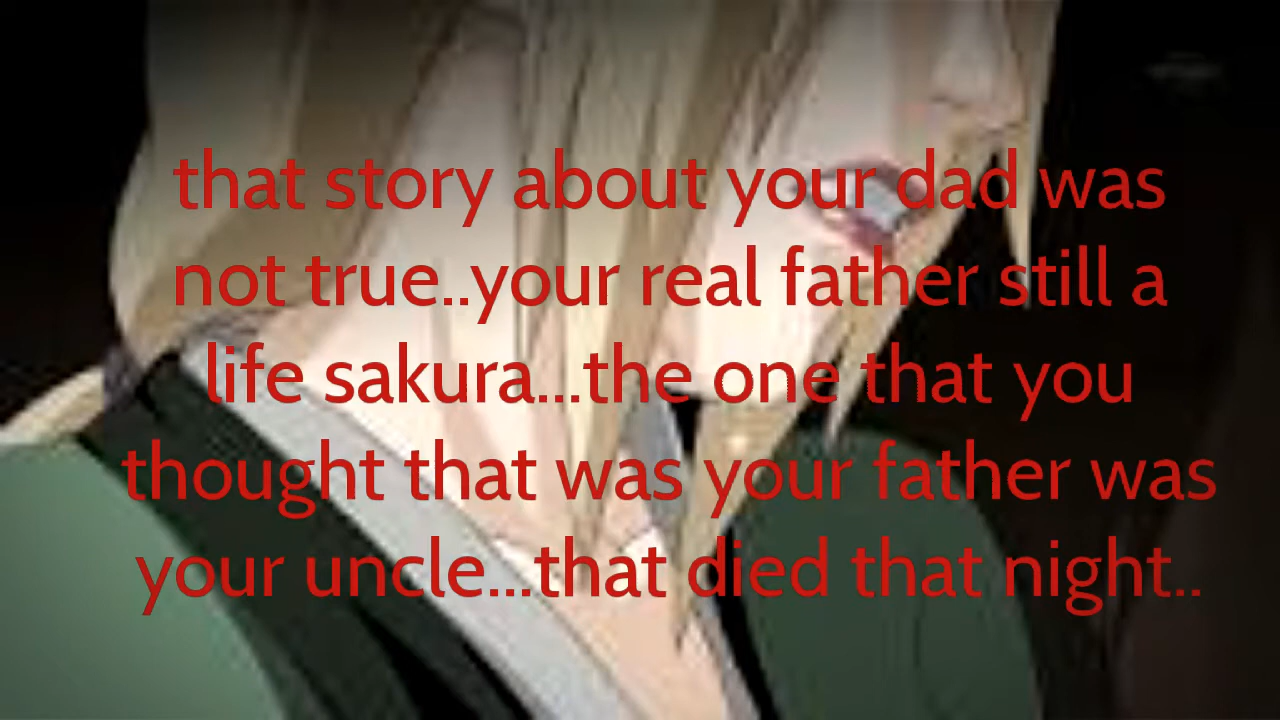 that story about your dad was
not true..your real father still a
life sakura...the one that you
thought that was your father was
your uncle...that died that night..